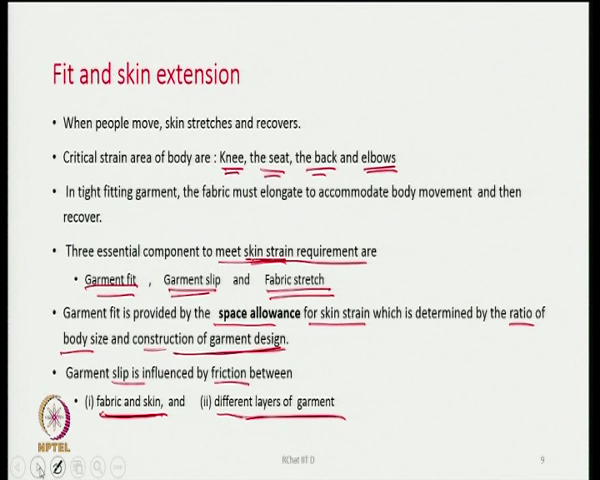 Fit and skin extension
• When people move, skin stretches and recovers.
• Critical strain area of body are : Knee, the seat, the back and elbows
• In tight fitting garment, the fabric must elongate to accommodate body movement and then
recover.
• Three essential component to meet skin strain requirement are
• Garment fit , Garment slip and Fabric stretch
• Garment fit is provided by the space allowance for skin strain which is determined by the ratio of
body size and construction of garment design.
• Garment slip is influenced by friction between
• (i) fabric and skin, and (ii) different layers of garment
NPTEL
RChat IIT D
9